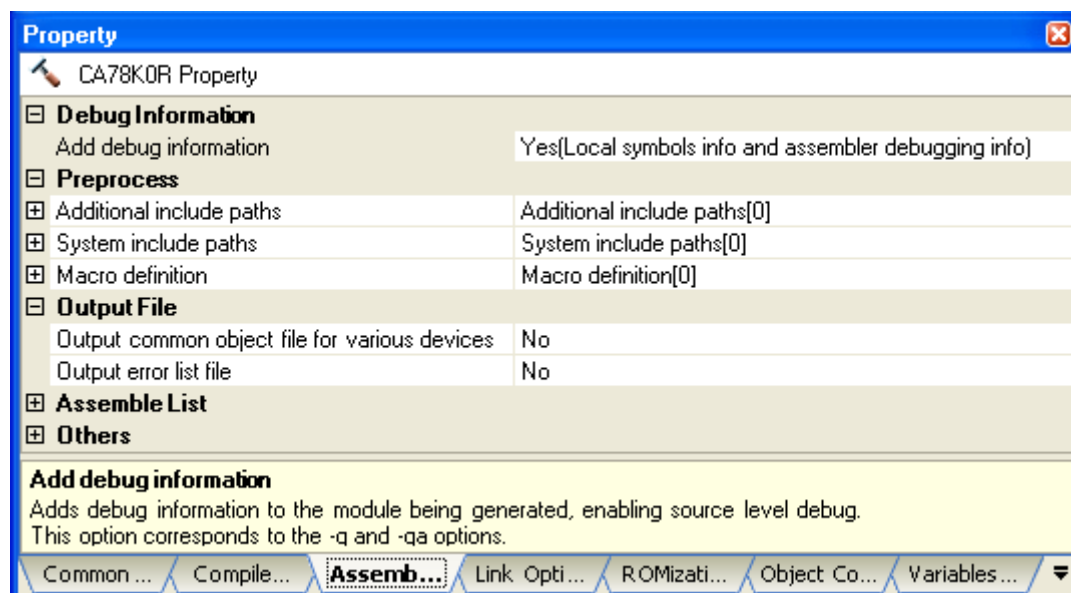 Property
CA78K0R Property
Debug Information
Add debug information Yes(Local symbols info and assembler debugging info)
Preprocess
Additional include paths Additional include paths[0]
System include paths System include paths[0]
Macro definition Macro definition[0]
Output File
Output common object file for various devices No
Output error list file No
Assemble List
Others
Add debug information
Adds debug information to the module being generated, enabling source level debug.
This option corresponds to the -g and -ga options.
Common ... Compile... Assemb... Link Opti... ROMizati... Object Co... Variables...